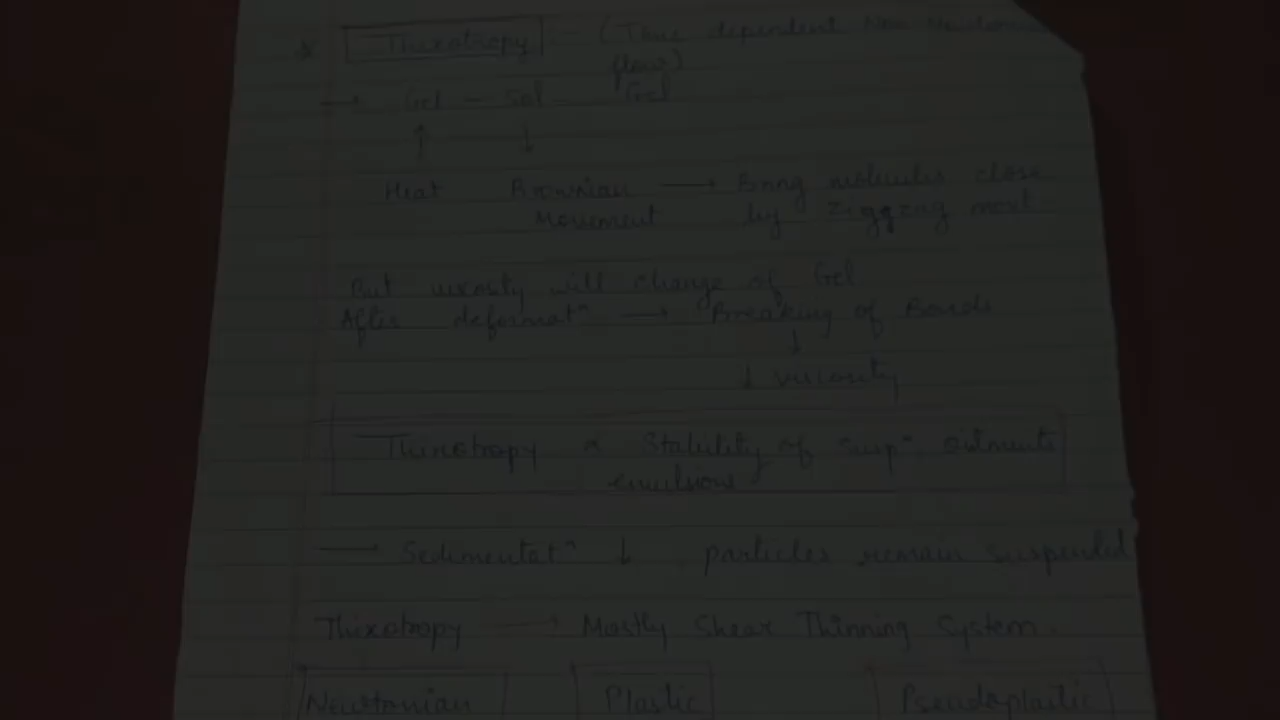 * Thixotropy :- (Time dependent Non Newtonian
flow)
→ Gel - Sol - Gel
↑ ↓
Heat Brownian → Bring molecules close
Movement by zigzag
But viscosity will change of Gel
After deformatⁿ → Breaking of Bonds
↓
↓ viscosity
Thixotropy ∝ Stability of suspⁿ, ointments
emulsions
→ Sedimentatⁿ ↓ particles remain suspended
Thixotropy → Mostly Shear Thinning System.
Newtonian Plastic Pseudoplastic